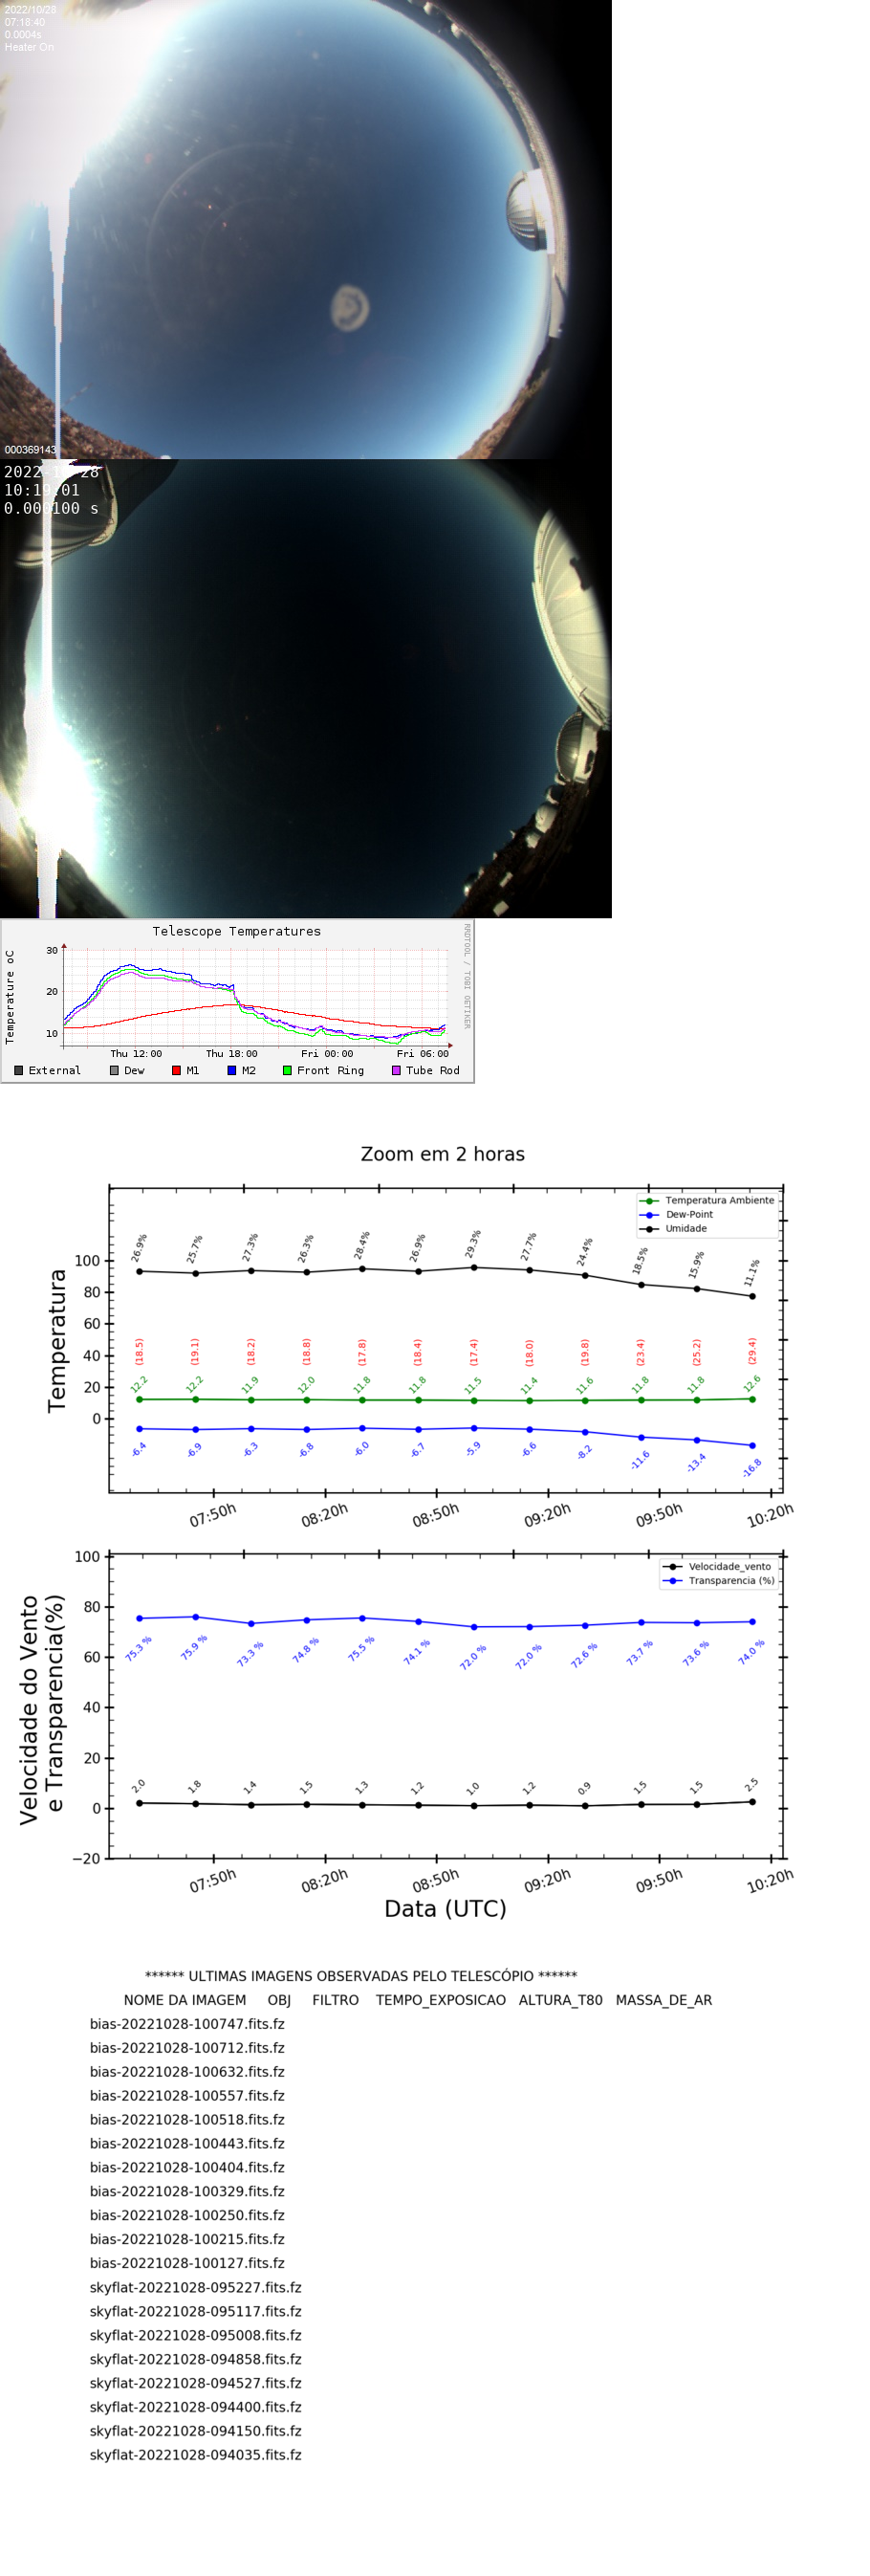 2022/10/28
07:18:40
0.0004s
Heater On
000369143
2022-10-28
10:19:01
0.000100 s
Telescope Temperatures
RRDTOOL / TOBI OETIKER
Temperature oC
30
20
10
Thu 12:00 Thu 18:00 Fri 00:00 Fri 06:00
External Dew M1 M2 Front Ring Tube Rod
Zoom em 2 horas
Temperatura Ambiente
Dew-Point
Umidade
Temperatura
100
80
60
40
20
0
26.9% 25.7% 27.3% 26.3% 28.4% 26.9% 29.3% 27.7% 24.4% 18.5% 15.9% 11.1%
(18.5) (19.1) (18.2) (18.8) (17.8) (18.4) (17.4) (18.0) (19.8) (23.4) (25.2) (29.4)
12.2 12.2 11.9 12.0 11.8 11.8 11.5 11.4 11.6 11.8 11.8 12.6
-6.4 -6.9 -6.3 -6.8 -6.0 -6.7 -5.9 -6.6 -8.2 -11.6 -13.4 -16.8
07:50h 08:20h 08:50h 09:20h 09:50h 10:20h
Velocidade_vento
Transparencia (%)
Velocidade do Vento
e Transparencia(%)
100
80
60
40
20
0
−20
75.3 % 75.9 % 73.3 % 74.8 % 75.5 % 74.1 % 72.0 % 72.0 % 72.6 % 73.7 % 73.6 % 74.0 %
2.0 1.8 1.4 1.5 1.3 1.2 1.0 1.2 0.9 1.5 1.5 2.5
07:50h 08:20h 08:50h 09:20h 09:50h 10:20h
Data (UTC)
****** ULTIMAS IMAGENS OBSERVADAS PELO TELESCÓPIO ******
NOME DA IMAGEM OBJ FILTRO TEMPO_EXPOSICAO ALTURA_T80 MASSA_DE_AR
bias-20221028-100747.fits.fz
bias-20221028-100712.fits.fz
bias-20221028-100632.fits.fz
bias-20221028-100557.fits.fz
bias-20221028-100518.fits.fz
bias-20221028-100443.fits.fz
bias-20221028-100404.fits.fz
bias-20221028-100329.fits.fz
bias-20221028-100250.fits.fz
bias-20221028-100215.fits.fz
bias-20221028-100127.fits.fz
skyflat-20221028-095227.fits.fz
skyflat-20221028-095117.fits.fz
skyflat-20221028-095008.fits.fz
skyflat-20221028-094858.fits.fz
skyflat-20221028-094527.fits.fz
skyflat-20221028-094400.fits.fz
skyflat-20221028-094150.fits.fz
skyflat-20221028-094035.fits.fz